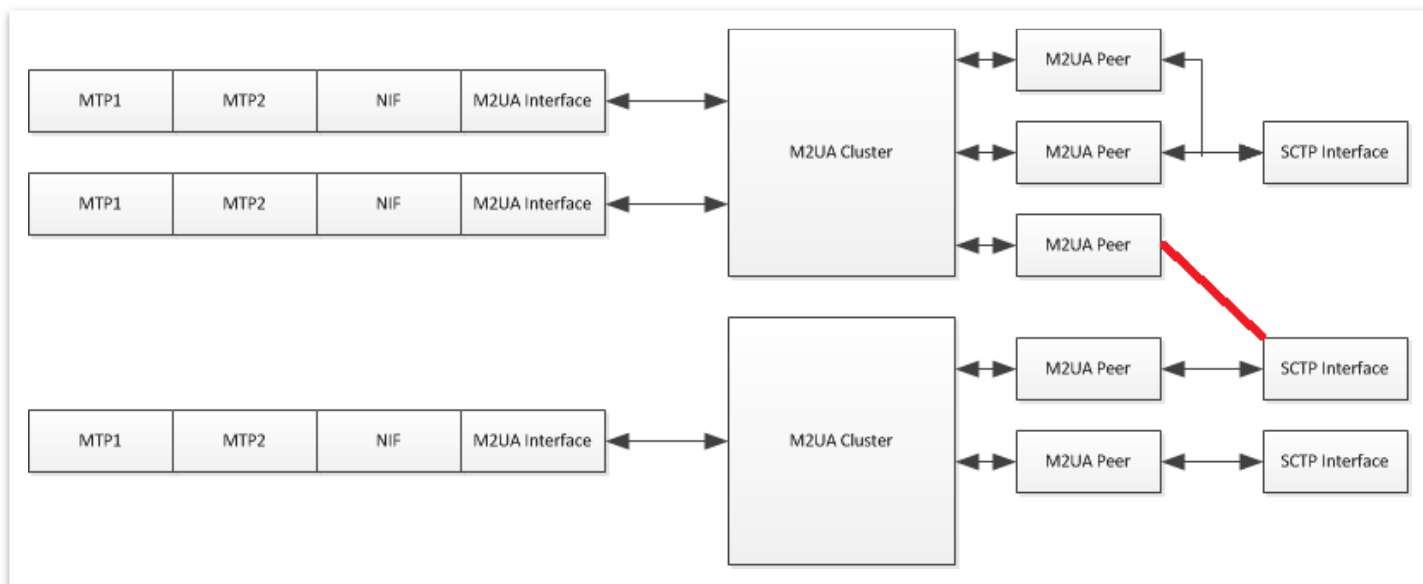 M2UA Peer
MTP1 MTP2 NIF M2UA Interface
M2UA Cluster M2UA Peer SCTP Interface
MTP1 MTP2 NIF M2UA Interface
M2UA Peer
M2UA Peer SCTP Interface
MTP1 MTP2 NIF M2UA Interface M2UA Cluster
M2UA Peer SCTP Interface